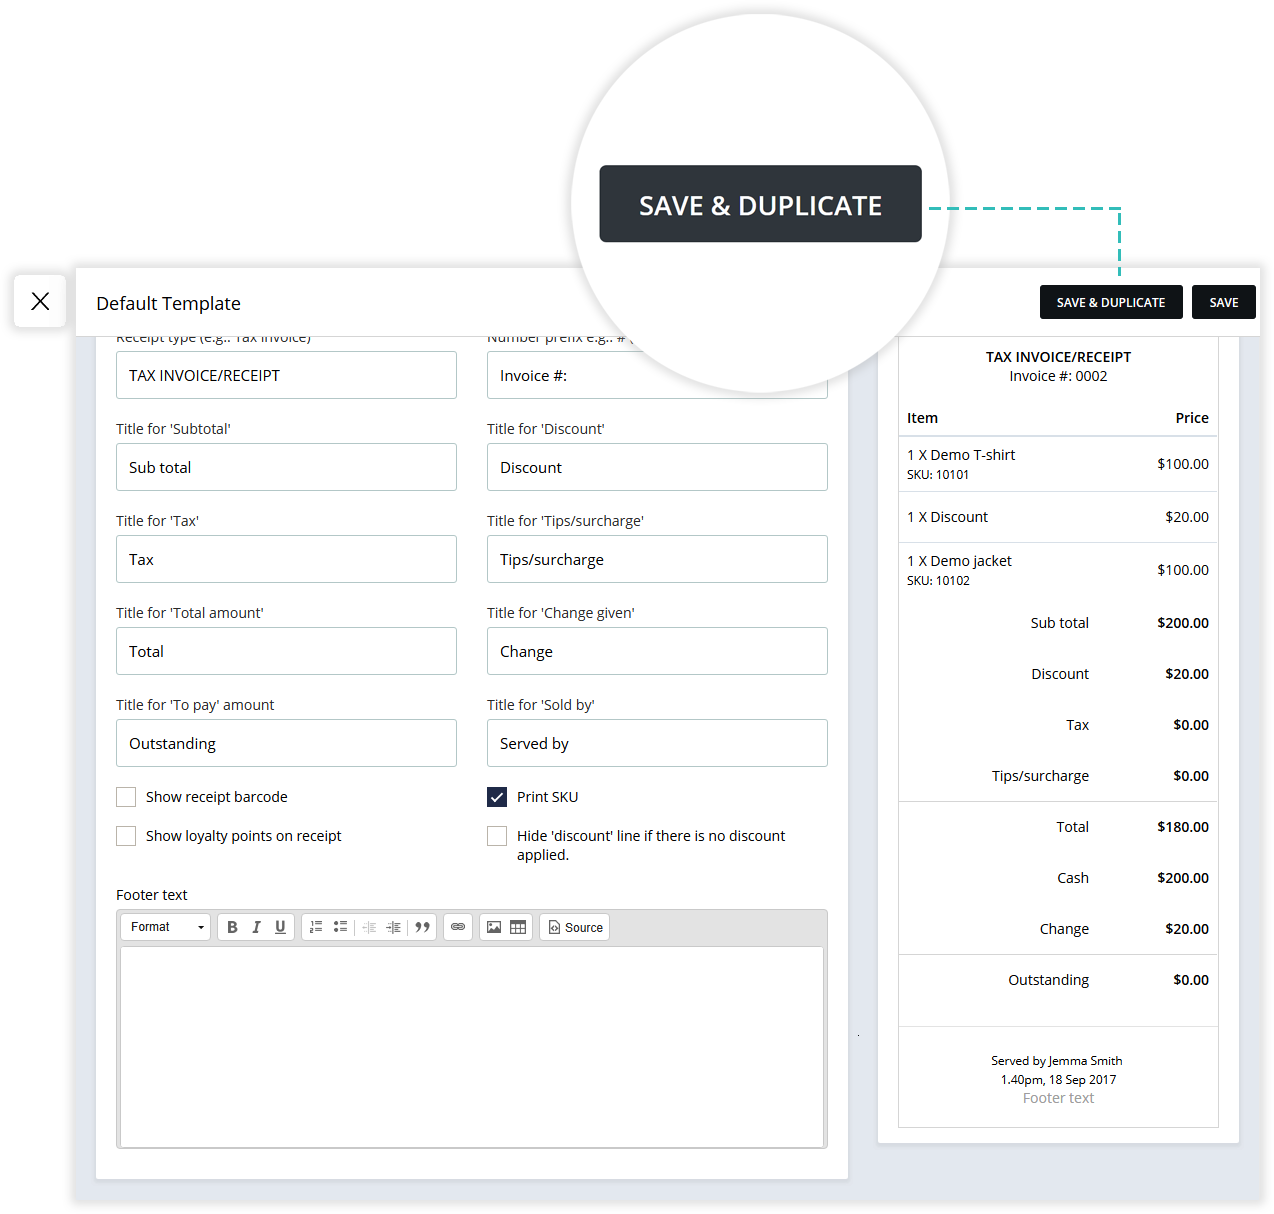 SAVE & DUPLICATE
Default Template
SAVE & DUPLICATE
SAVE
Receipt type (e.g.. Tax invoice)
Number prefix e.g.. #
TAX INVOICE/RECEIPT
Invoice #:
Title for 'Subtotal'
Title for 'Discount'
Sub total
Discount
Title for 'Tax'
Title for 'Tips/surcharge'
Tax
Tips/surcharge
Title for 'Total amount'
Title for 'Change given'
Total
Change
Title for 'To pay' amount
Title for 'Sold by'
Outstanding
Served by
Show receipt barcode
Print SKU
Show loyalty points on receipt
Hide 'discount' line if there is no discount
applied.
Footer text
Format
B I U
Source
TAX INVOICE/RECEIPT
Invoice #: 0002
Item Price
1 X Demo T-shirt
SKU: 10101
$100.00
1 X Discount $20.00
1 X Demo jacket
SKU: 10102
$100.00
Sub total $200.00
Discount $20.00
Tax $0.00
Tips/surcharge $0.00
Total $180.00
Cash $200.00
Change $20.00
Outstanding $0.00
Served by Jemma Smith
1.40pm, 18 Sep 2017
Footer text